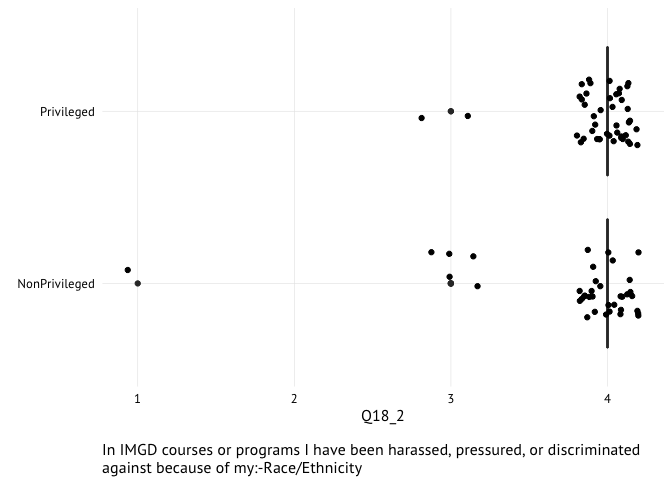 Privileged
NonPrivileged
1 2 3 4
Q18_2
In IMGD courses or programs I have been harassed, pressured, or discriminated
against because of my:-Race/Ethnicity